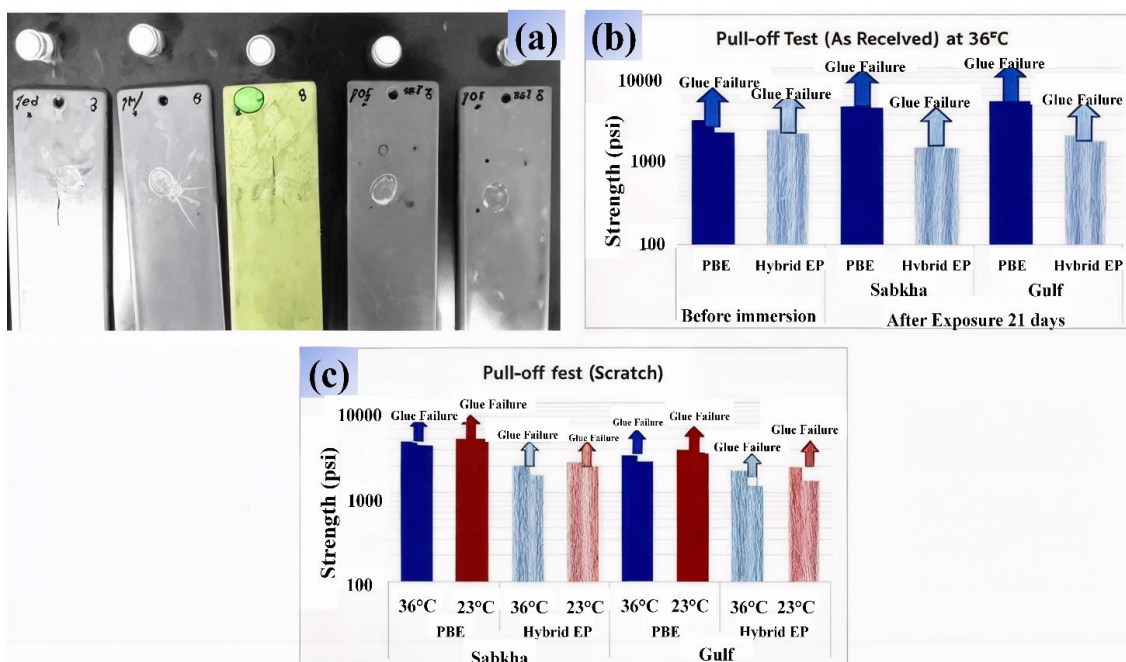 (a)
8
8
8
(b)
Pull-off Test (As Received) at 36°C
Strength (psi)
10000
1000
100
Glue Failure
Glue Failure
Glue Failure
Glue Failure
Glue Failure
Glue Failure
PBE
Hybrid EP
PBE
Hybrid EP
PBE
Hybrid EP
Sabkha
Gulf
Before immersion
After Exposure 21 days
(c)
Pull-off fest (Scratch)
Strength (psi)
10000
1000
100
Glue Failure
Glue Failure
Glue Failure
Glue Failure
Glue Failure
Glue Failure
Glue Failure
Glue Failure
36°C
23°C
36°C
23°C
36°C
23°C
36°C
23°C
PBE
Hybrid EP
PBE
Hybrid EP
Sabkha
Gulf